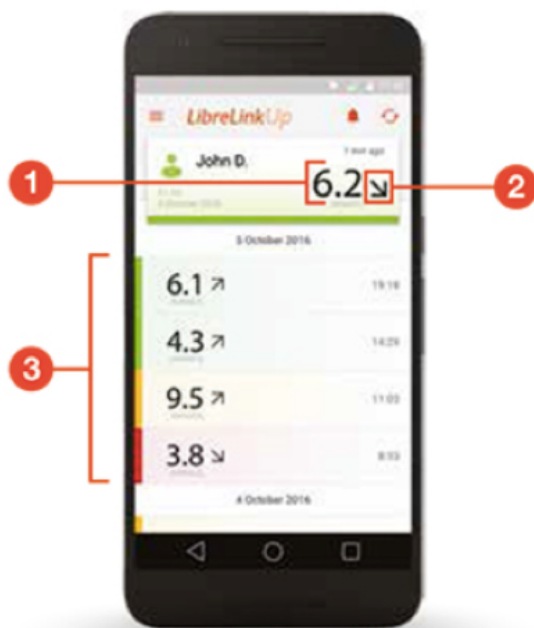 LibreLinkUp
1 min ago
John D.
1
6.2
2
5 October 2016
6.1
19:18
4.3
14:29
3
9.5
11:03
3.8
8:53
4 October 2016